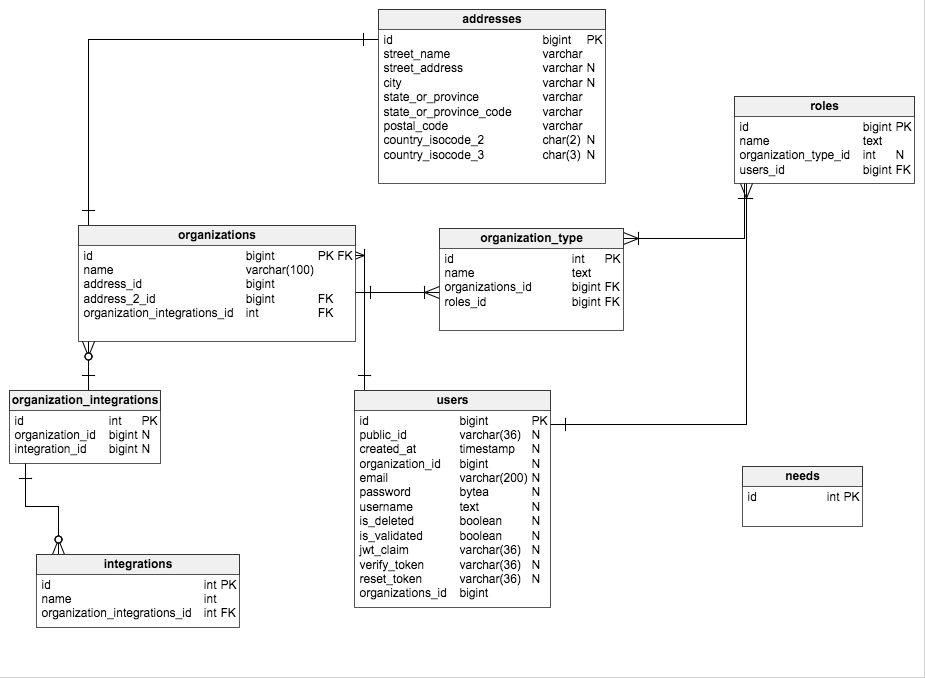 addresses
id bigint PK
street_name varchar
street_address varchar N
city varchar N
state_or_province varchar
state_or_province_code varchar
postal_code varchar
country_isocode_2 char(2) N
country_isocode_3 char(3) N
roles
id bigint PK
name text
organization_type_id int N
users_id bigint FK
organizations
id bigint PK FK
name varchar(100)
address_id bigint
address_2_id bigint FK
organization_integrations_id int FK
organization_type
id int PK
name text
organizations_id bigint FK
roles_id bigint FK
organization_integrations
id int PK
organization_id bigint N
integration_id bigint N
users
id bigint PK
public_id varchar(36) N
created_at timestamp N
organization_id bigint N
email varchar(200) N
password bytea N
username text N
is_deleted boolean N
is_validated boolean N
jwt_claim varchar(36) N
verify_token varchar(36) N
reset_token varchar(36) N
organizations_id bigint
needs
id int PK
integrations
id int PK
name int
organization_integrations_id int FK